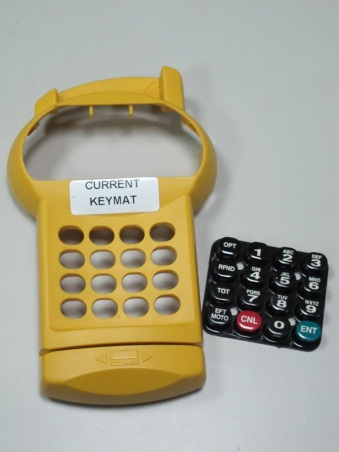 CURRENT
KEYMAT
OPT 1 ABC 2 DEF 3
RFND GHI 4 JKL 5 MNO 6
TOT PQRS 7 TUV 8 WXYZ 9
EFT MOTO CNL 0 ENT